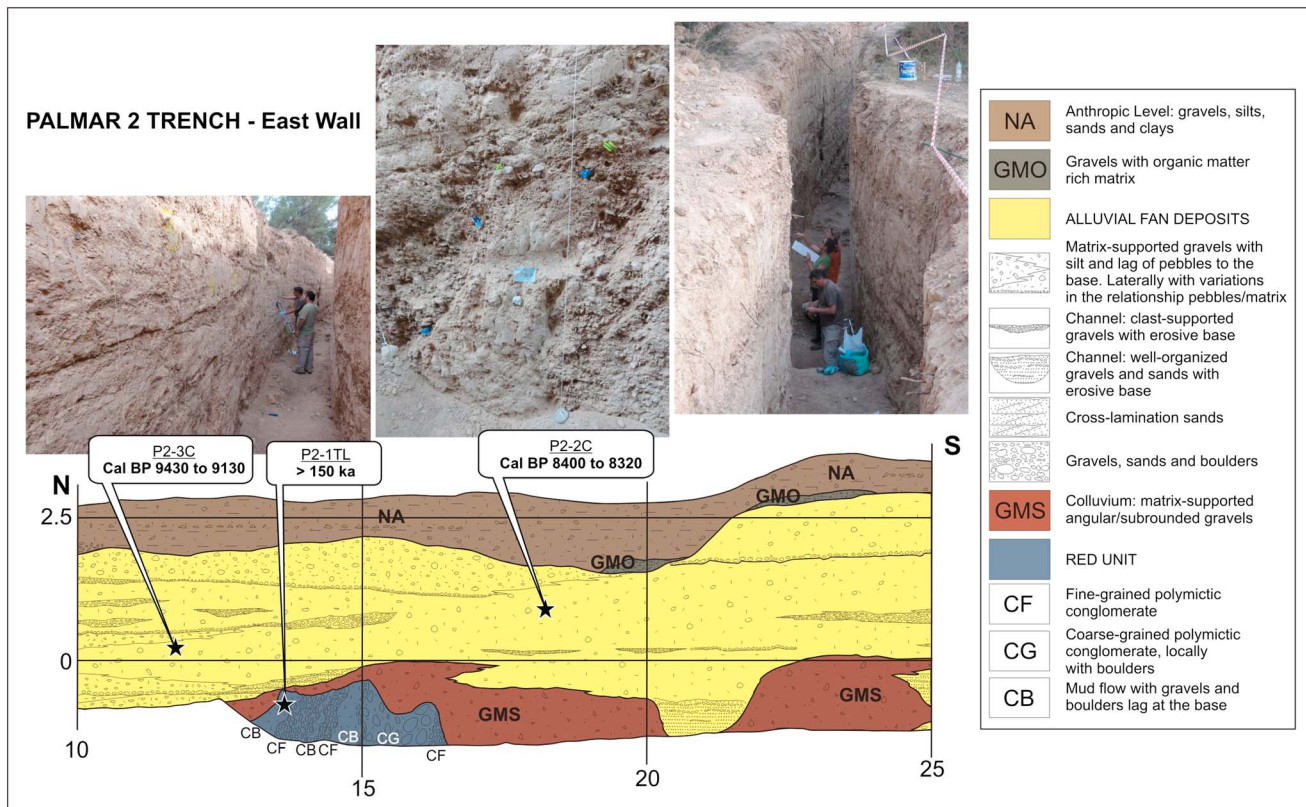 PALMAR 2 TRENCH - East Wall
P2-3C
Cal BP 9430 to 9130
P2-1TL
> 150 ka
P2-2C
Cal BP 8400 to 8320
N
S
2.5
0
10
15
20
25
NA
NA
GMO
GMO
GMS
GMS
CB
CF
CB
CF
CB
CG
CF
NA
Anthropic Level: gravels, silts,
sands and clays
GMO
Gravels with organic matter
rich matrix
ALLUVIAL FAN DEPOSITS
Matrix-supported gravels with
silt and lag of pebbles to the
base. Laterally with variations
in the relationship pebbles/matrix
Channel: clast-supported
gravels with erosive base
Channel: well-organized
gravels and sands with
erosive base
Cross-lamination sands
Gravels, sands and boulders
GMS
Colluvium: matrix-supported
angular/subrounded gravels
RED UNIT
CF
Fine-grained polymictic
conglomerate
CG
Coarse-grained polymictic
conglomerate, locally
with boulders
CB
Mud flow with gravels and
boulders lag at the base